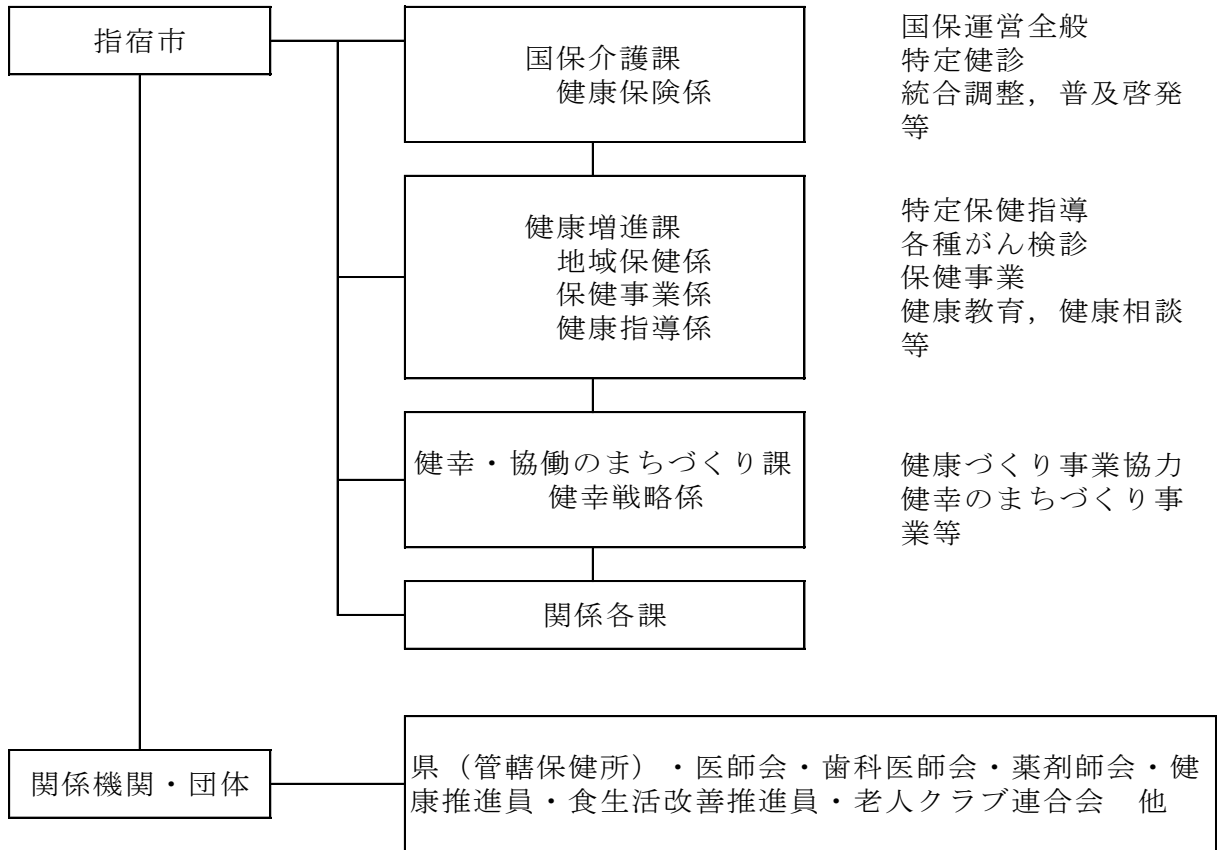 指宿市
国保介護課
健康保険係
国保運営全般
特定健診
統合調整，普及啓発
等
健康増進課
地域保健係
保健事業係
健康指導係
特定保健指導
各種がん検診
保健事業
健康教育，健康相談
等
健幸・協働のまちづくり課
健幸戦略係
健康づくり事業協力
健幸のまちづくり事
業等
関係各課
関係機関・団体
県（管轄保健所）・医師会・歯科医師会・薬剤師会・健
康推進員・食生活改善推進員・老人クラブ連合会　他